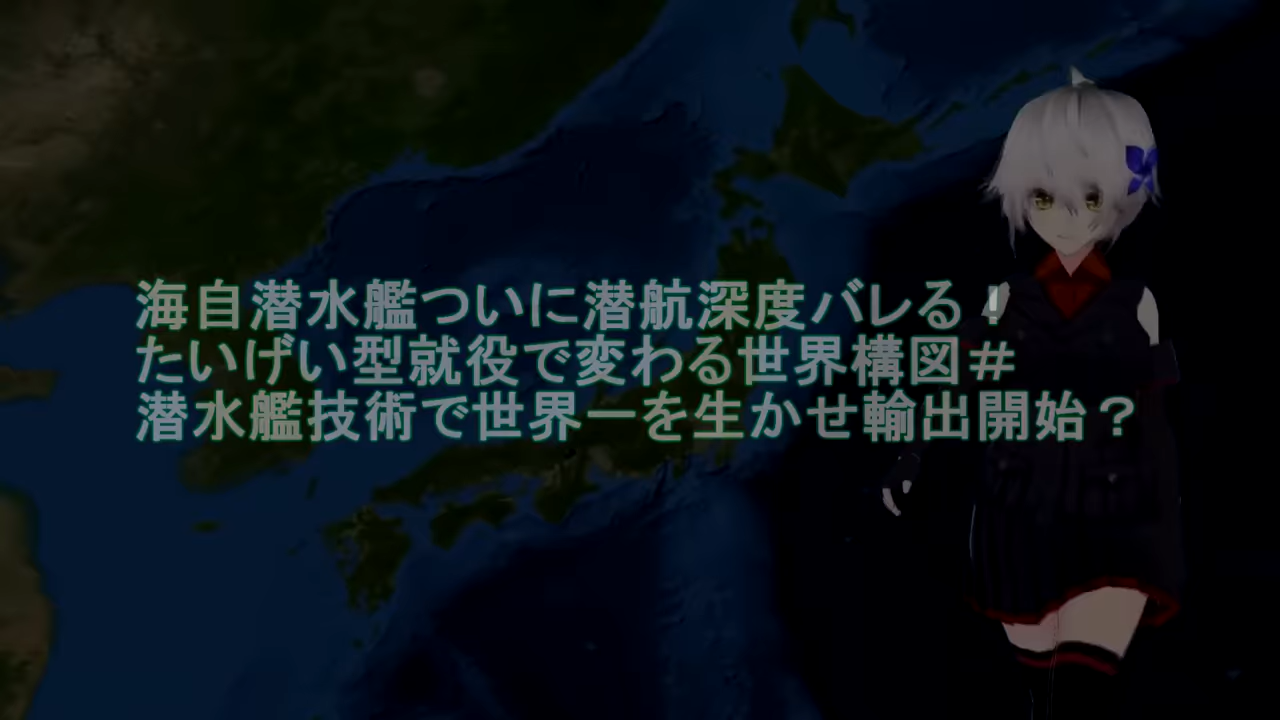 海自潜水艦ついに潜航深度バレる！
たいげい型就役で変わる世界構図＃
潜水艦技術で世界一を生かせ輸出開始？